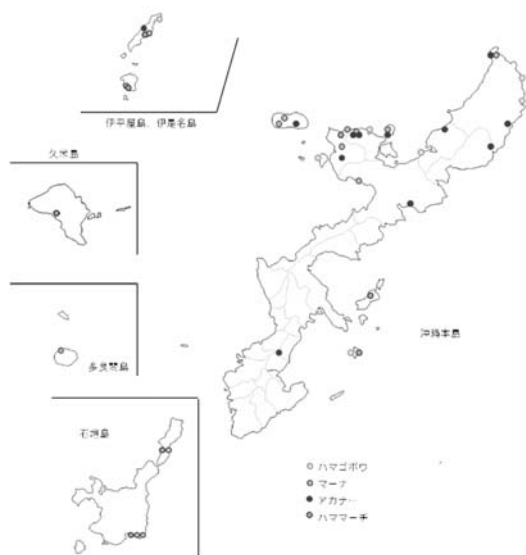 伊平屋島、伊是名島
久米島
沖縄本島
多良間島
石垣島
ハマゴボウ
マーナ
アカナー
ハママーチ